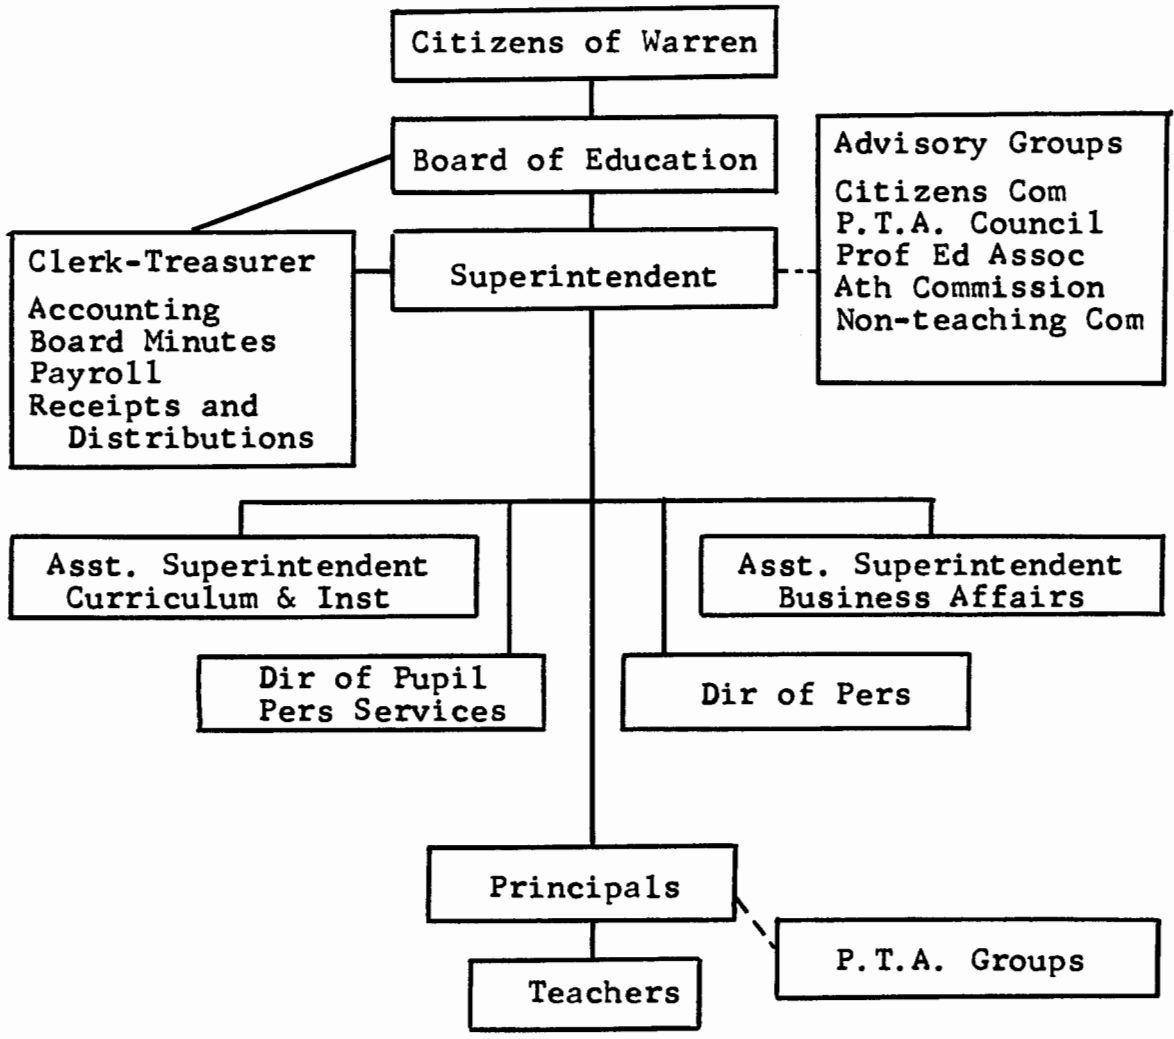 Citizens of Warren
Board of Education
Advisory Groups
Citizens Com
P.T.A. Council
Prof Ed Assoc
Ath Commission
Non-teaching Com
Clerk-Treasurer
Accounting
Board Minutes
Payroll
Receipts and
Distributions
Superintendent
Asst. Superintendent
Curriculum & Inst
Asst. Superintendent
Business Affairs
Dir of Pupil
Pers Services
Dir of Pers
Principals
P.T.A. Groups
Teachers